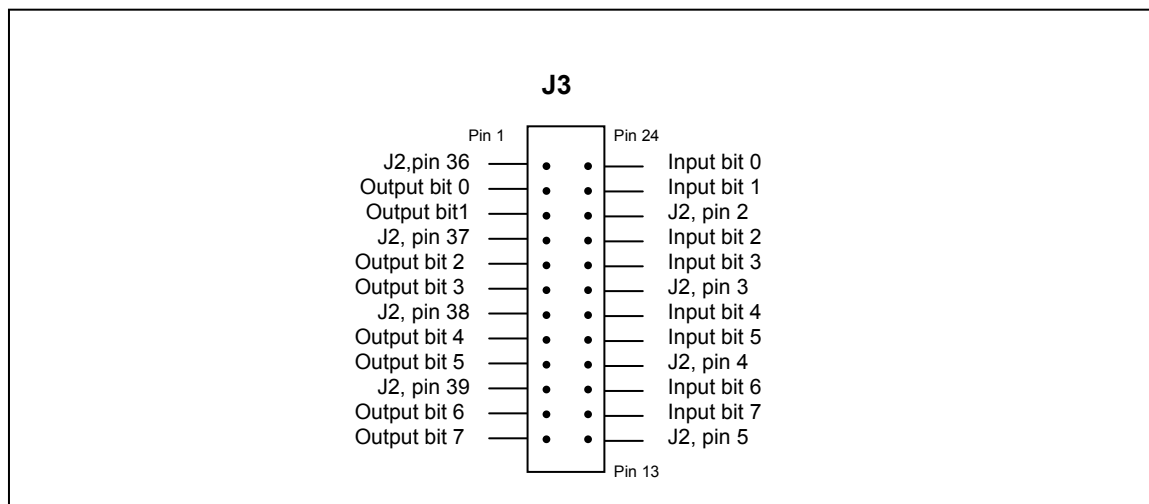 J3
Pin 1 Pin 24
J2,pin 36 Input bit 0
Output bit 0 Input bit 1
Output bit1 J2, pin 2
J2, pin 37 Input bit 2
Output bit 2 Input bit 3
Output bit 3 J2, pin 3
J2, pin 38 Input bit 4
Output bit 4 Input bit 5
Output bit 5 J2, pin 4
J2, pin 39 Input bit 6
Output bit 6 Input bit 7
Output bit 7 J2, pin 5
Pin 13